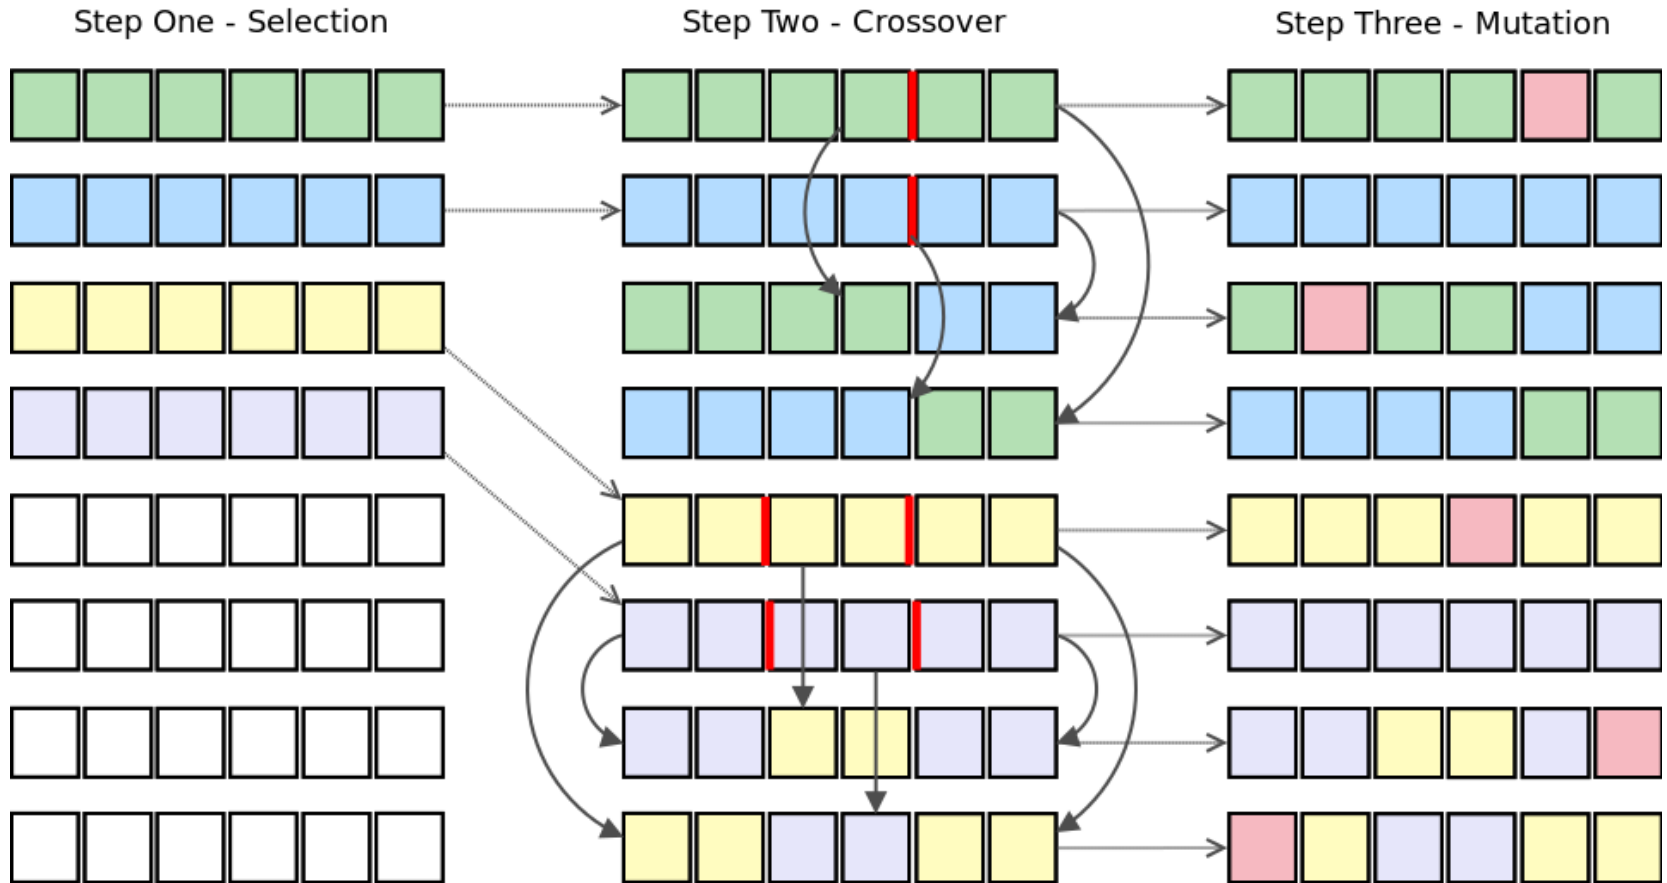 Step One - Selection
Step Two - Crossover
Step Three - Mutation